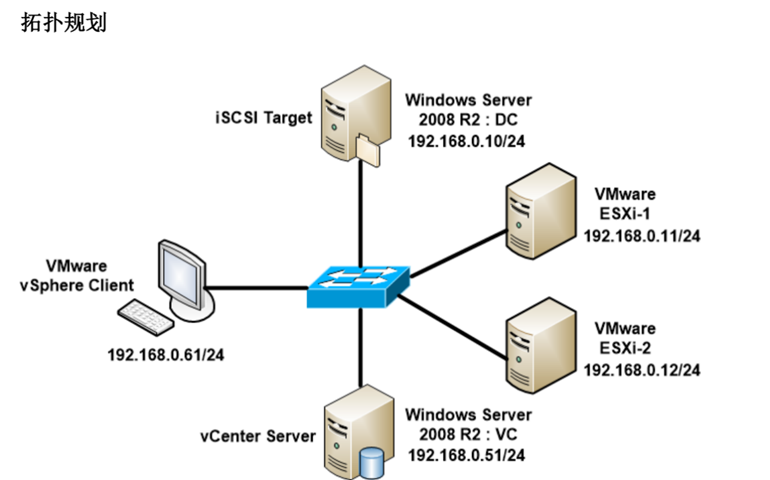 拓扑规划
iSCSI Target
Windows Server
2008 R2 : DC
192.168.0.10/24
VMware
ESXi-1
192.168.0.11/24
VMware
vSphere Client
192.168.0.61/24
VMware
ESXi-2
192.168.0.12/24
vCenter Server
Windows Server
2008 R2 : VC
192.168.0.51/24